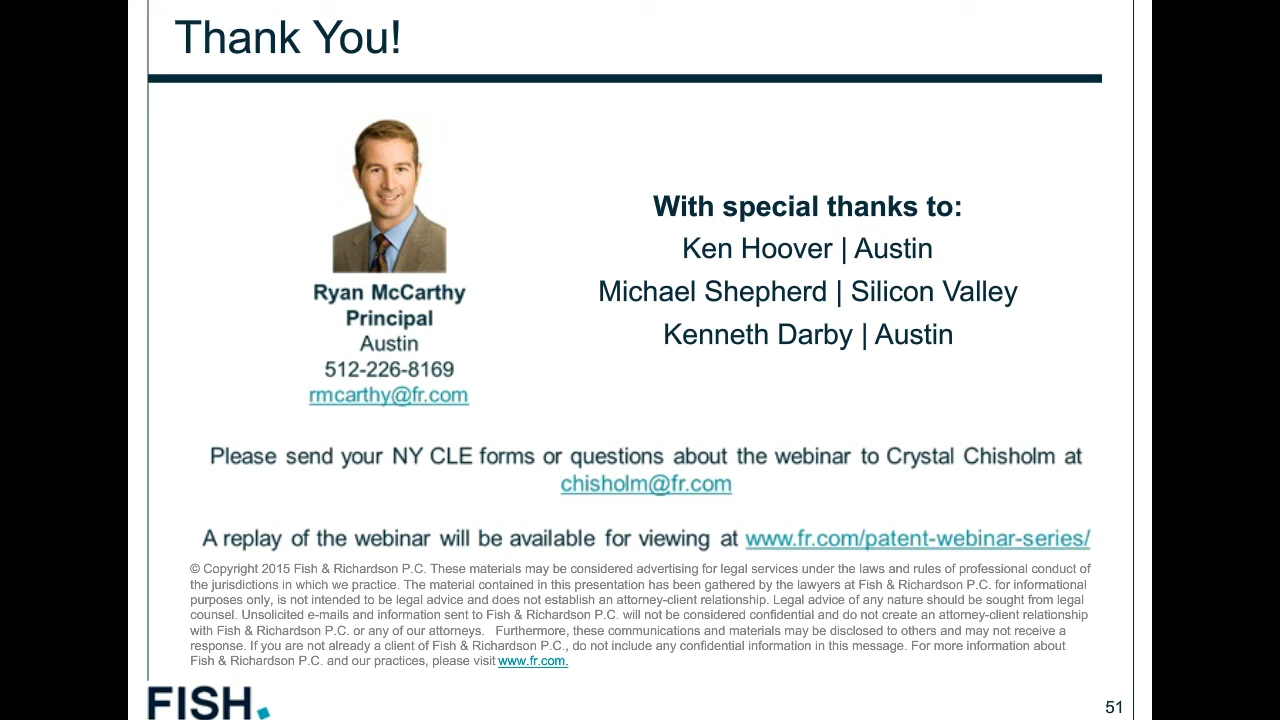 Thank You!
Ryan McCarthy
Principal
Austin
512-226-8169
rmcarthy@fr.com
With special thanks to:
Ken Hoover | Austin
Michael Shepherd | Silicon Valley
Kenneth Darby | Austin
Please send your NY CLE forms or questions about the webinar to Crystal Chisholm at
chisholm@fr.com
A replay of the webinar will be available for viewing at www.fr.com/patent-webinar-series/
© Copyright 2015 Fish & Richardson P.C. These materials may be considered advertising for legal services under the laws and rules of professional conduct of
the jurisdictions in which we practice. The material contained in this presentation has been gathered by the lawyers at Fish & Richardson P.C. for informational
purposes only, is not intended to be legal advice and does not establish an attorney-client relationship. Legal advice of any nature should be sought from legal
counsel. Unsolicited e-mails and information sent to Fish & Richardson P.C. will not be considered confidential and do not create an attorney-client relationship
with Fish & Richardson P.C. or any of our attorneys. Furthermore, these communications and materials may be disclosed to others and may not receive a
response. If you are not already a client of Fish & Richardson P.C., do not include any confidential information in this message. For more information about
Fish & Richardson P.C. and our practices, please visit www.fr.com.
FISH.
51